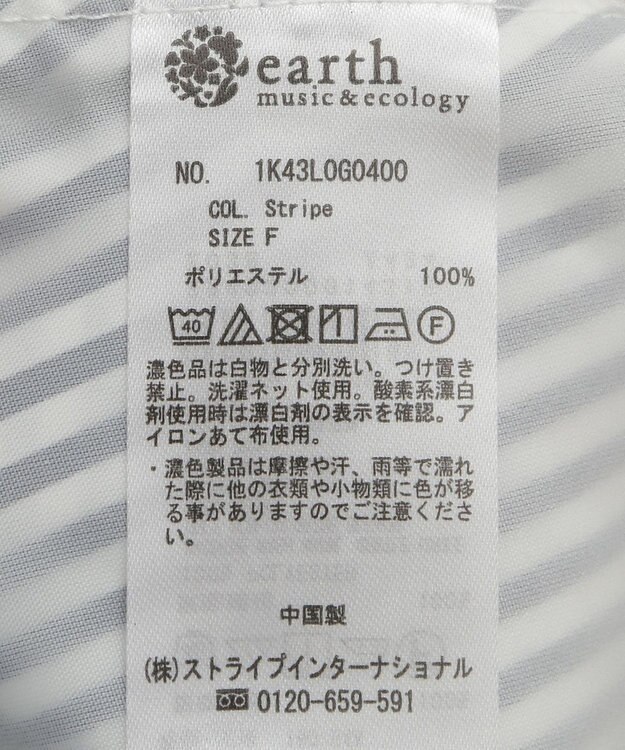 earth
music&ecology
NO. 1K43L0G0400
COL. Stripe
SIZE F
ポリエステル 100%
40 F
濃色品は白物と分別洗い。つけ置き
禁止。洗濯ネット使用。酸素系漂白
剤使用時は漂白剤の表示を確認。ア
イロンあて布使用。
・濃色製品は摩擦や汗、雨等で濡れ
た際に他の衣類や小物類に色が移
る事がありますのでご注意くださ
い。
中国製
(株)ストライプインターナショナル
0120-659-591